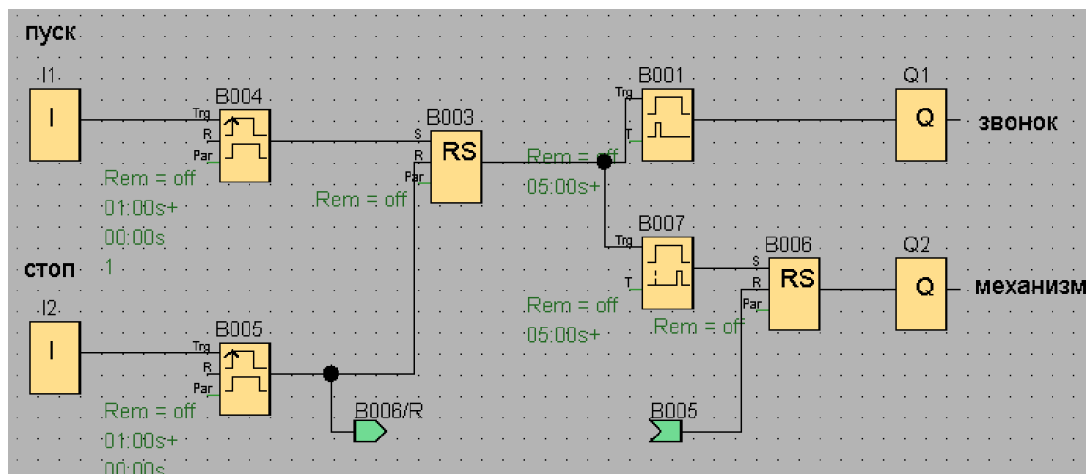 пуск
I1
I
B004
Trg
R
Par
Rem = off
01:00s+
00:00s
1
B003
S
R
Par
RS
Rem = off
B001
Trg
T
Rem = off
05:00s+
Q1
Q
звонок
B007
Trg
T
Rem = off
05:00s+
B006
S
R
Par
RS
Rem = off
Q2
Q
механизм
стоп
I2
I
B005
Trg
R
Par
Rem = off
01:00s+
00:00s
B006/R
B005